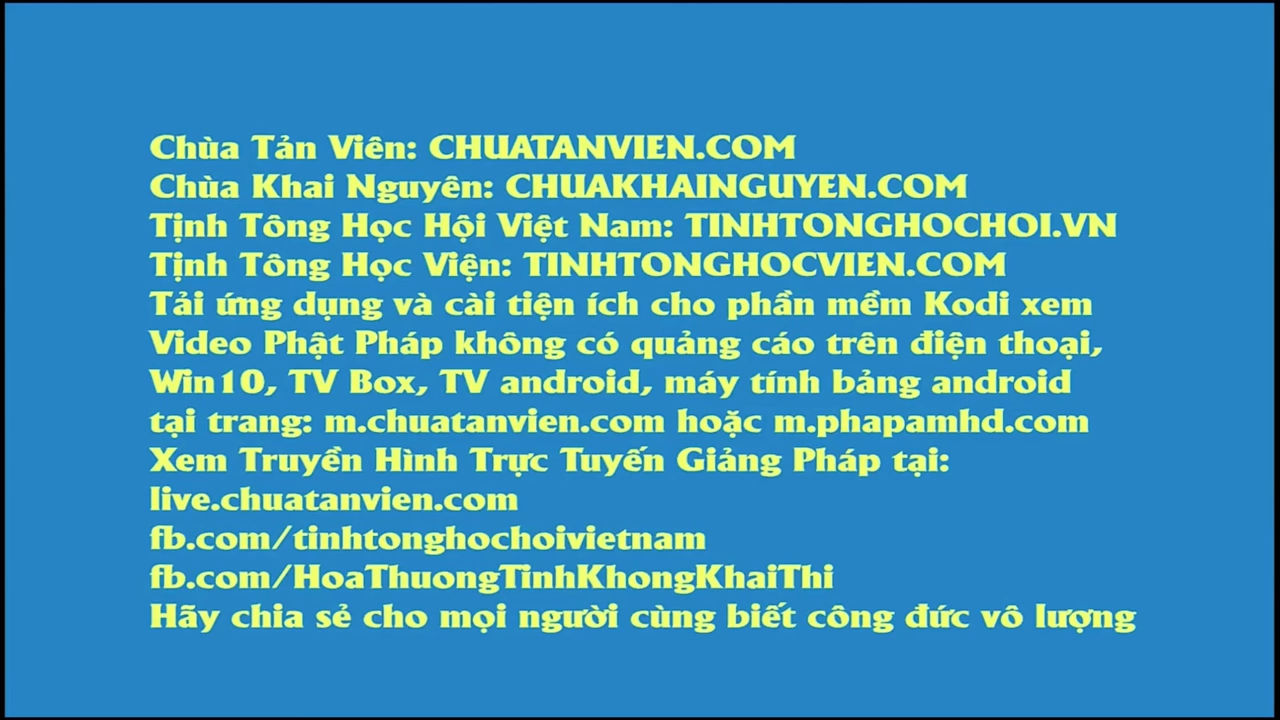 Chùa Tản Viên: CHUATANVIEN.COM
Chùa Khai Nguyên: CHUAKHAINGUYEN.COM
Tịnh Tông Học Hội Việt Nam: TINHTONGHOCHOI.VN
Tịnh Tông Học Viện: TINHTONGHOCVIEN.COM
Tải ứng dụng và cài tiện ích cho phần mềm Kodi xem
Video Phật Pháp không có quảng cáo trên điện thoại,
Win10, TV Box, TV android, máy tính bảng android
tại trang: m.chuatanvien.com hoặc m.phapamhd.com
Xem Truyền Hình Trực Tuyến Giảng Pháp tại:
live.chuatanvien.com
fb.com/tinhtonghochoivietnam
fb.com/HoaThuongTinhKhongKhaiThi
Hãy chia sẻ cho mọi người cùng biết công đức vô lượng